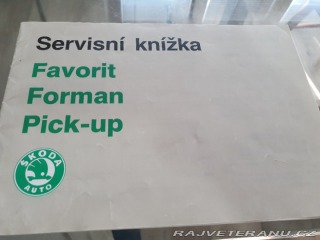 Servisní knížka
Favorit
Forman
Pick-up
ŠKODA
AUTO
RAJVETERANU.CZ